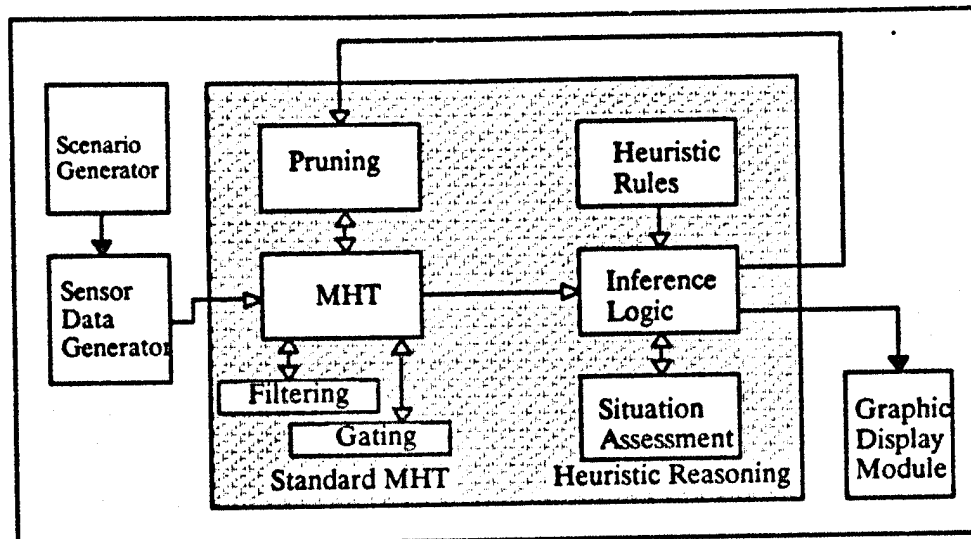 Scenario
Generator
Sensor
Data
Generator
Pruning
MHT
Filtering
Gating
Standard MHT
Heuristic
Rules
Inference
Logic
Situation
Assessment
Heuristic Reasoning
Graphic
Display
Module